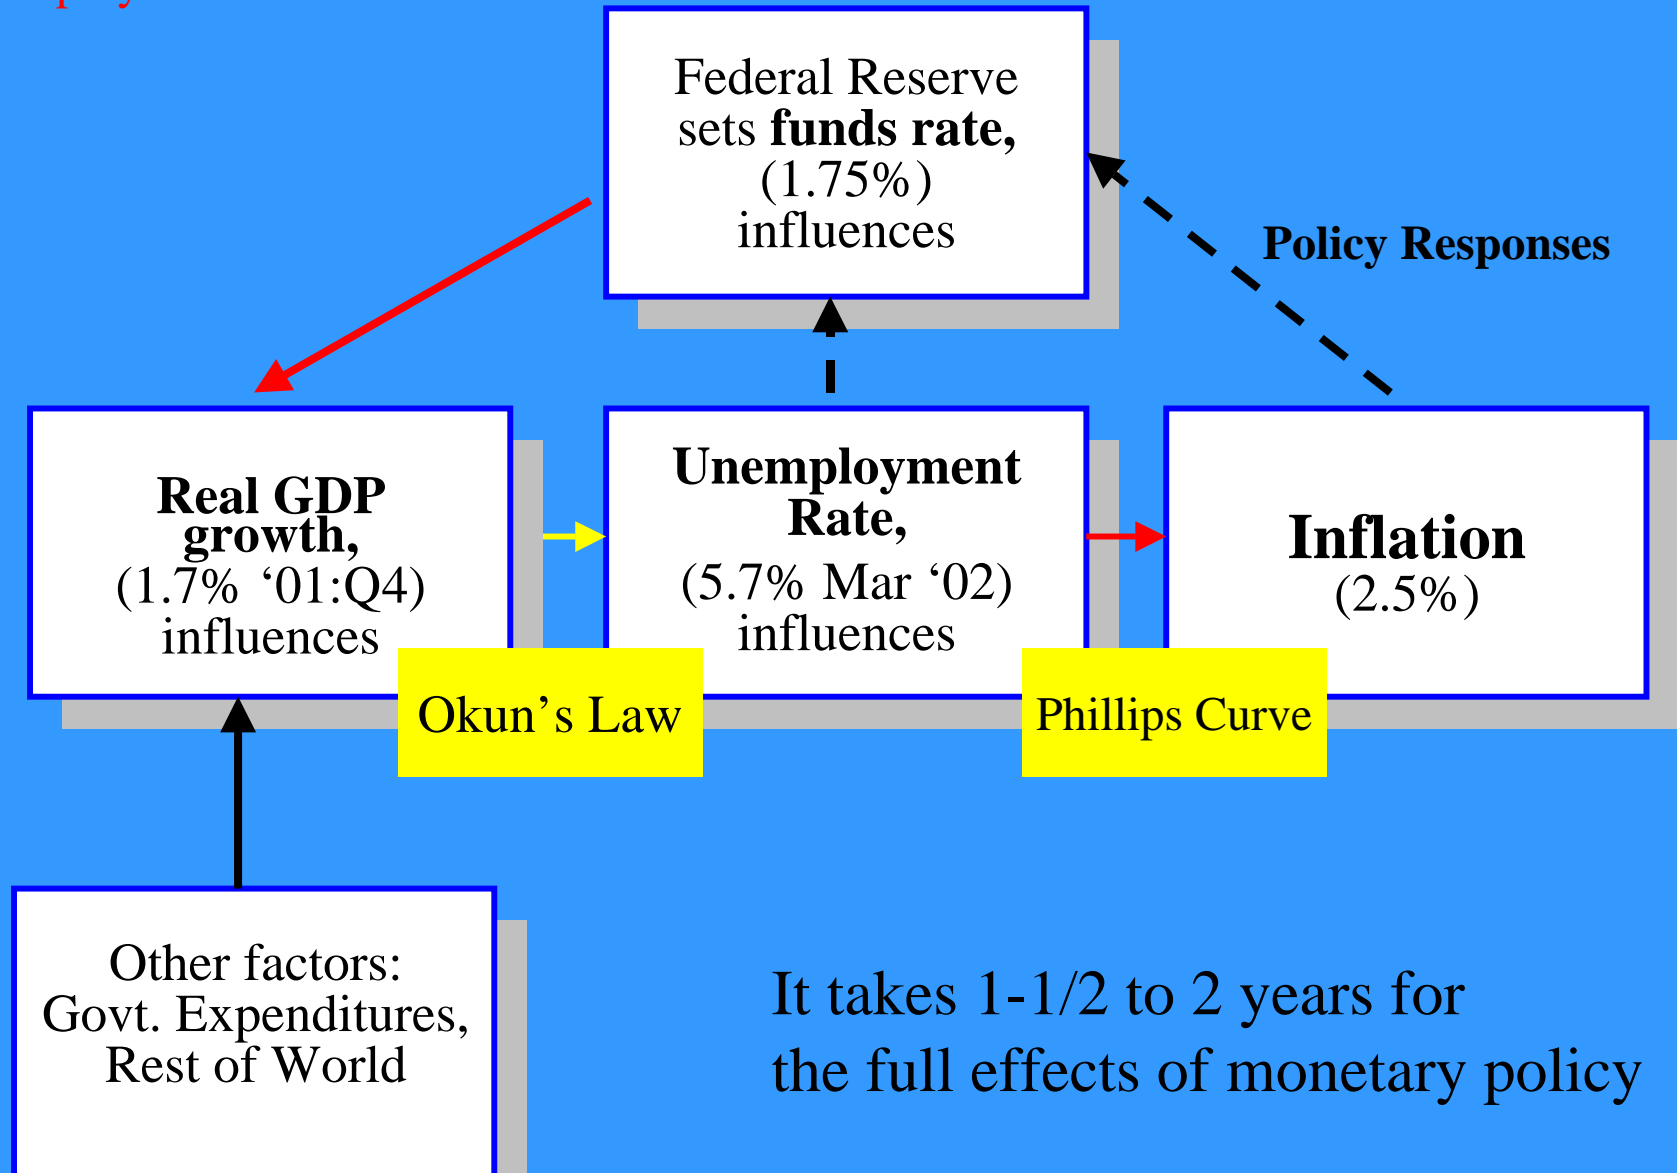 Federal Reserve
sets funds rate,
(1.75%)
influences
Policy Responses
Real GDP
growth,
(1.7% ‘01:Q4)
influences
Unemployment
Rate,
(5.7% Mar ‘02)
influences
Inflation
(2.5%)
Okun’s Law
Phillips Curve
Other factors:
Govt. Expenditures,
Rest of World
It takes 1-1/2 to 2 years for
the full effects of monetary policy